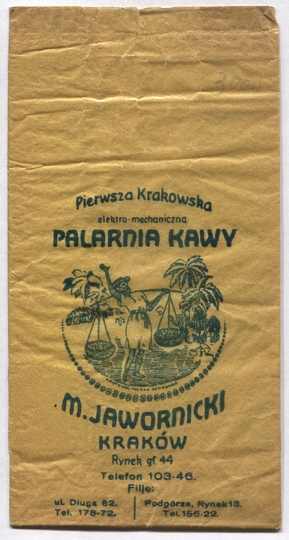 Pierwsza Krakowska
elektro-mechaniczna
PALARNIA KAWY
M. JAWORNICKI
KRAKÓW
Rynek gł. 44
Telefon 103-46.
Filje:
ul. Długa 62.
Tel. 178-72.
Podgórze, Rynek 13.
Tel. 156-22.